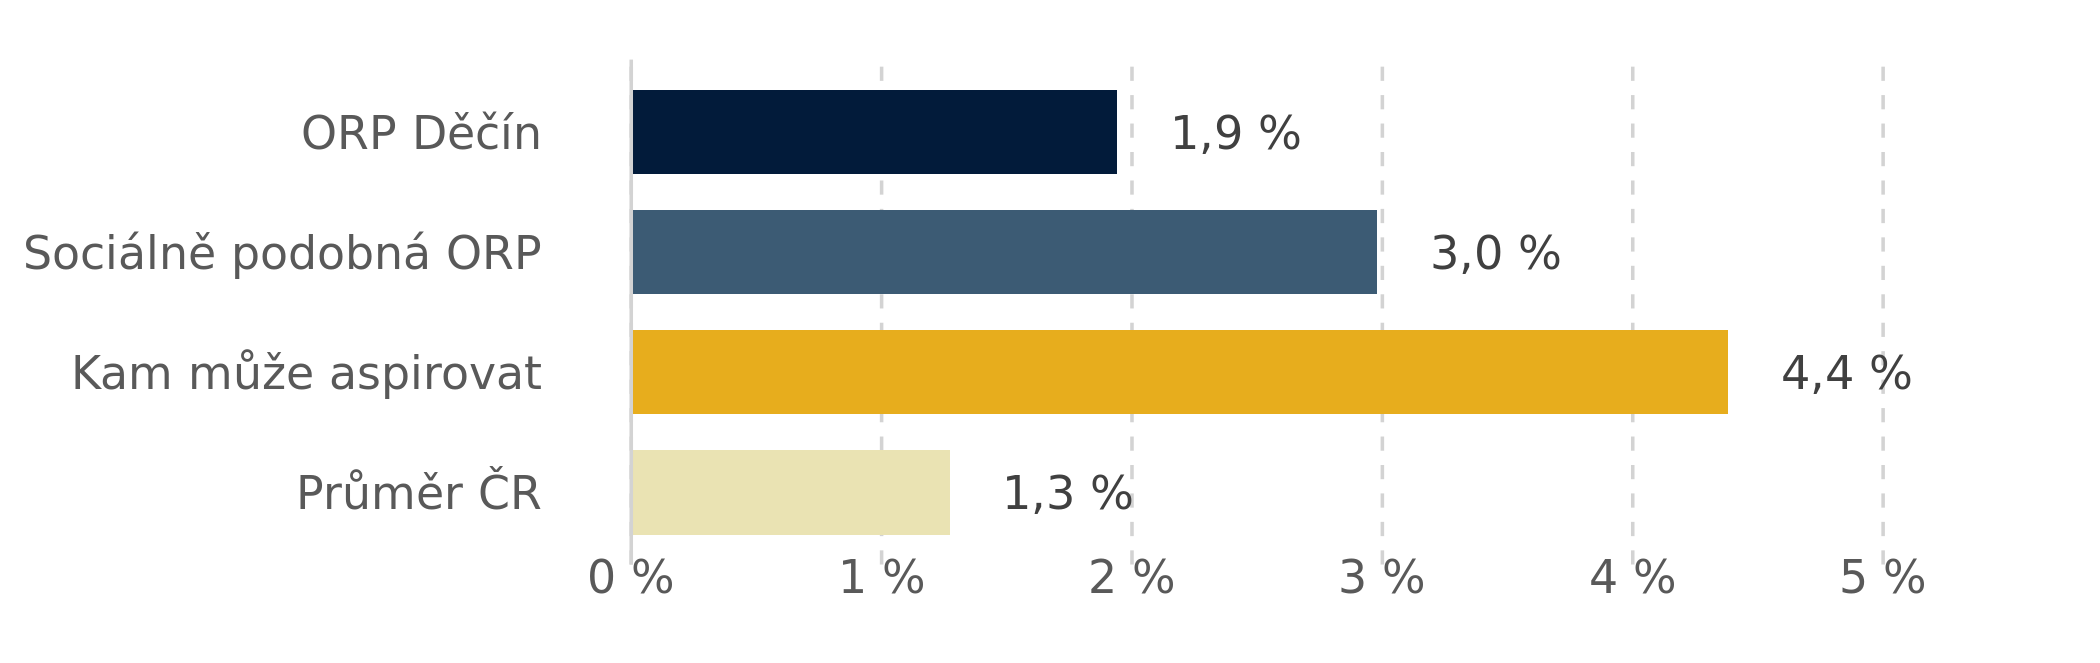 ORP Děčín 1,9 %
Sociálně podobná ORP 3,0 %
Kam může aspirovat 4,4 %
Průměr ČR 1,3 %
0 % 1 % 2 % 3 % 4 % 5 %